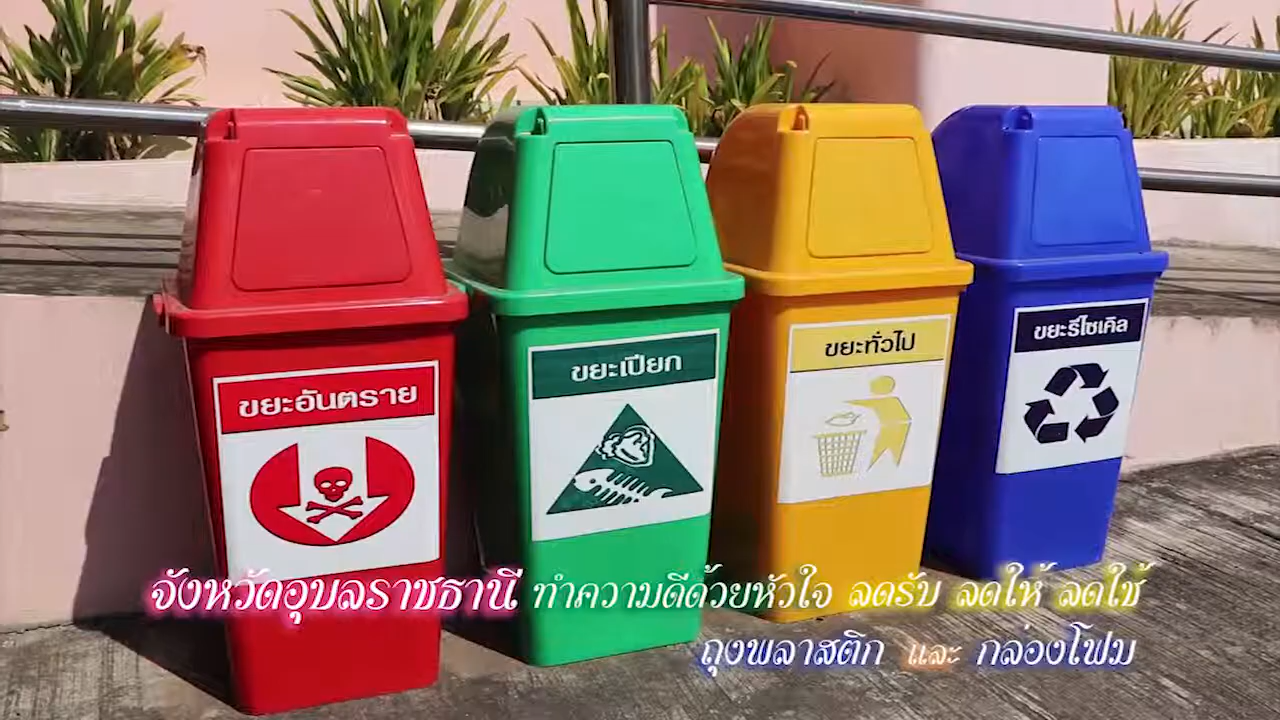 ขยะอันตราย
ขยะเปียก
ขยะทั่วไป
ขยะรีไซเคิล
จังหวัดอุบลราชธานี ทำความดีด้วยหัวใจ ลดรับ ลดให้ ลดใช้
ถุงพลาสติก และ กล่องโฟม